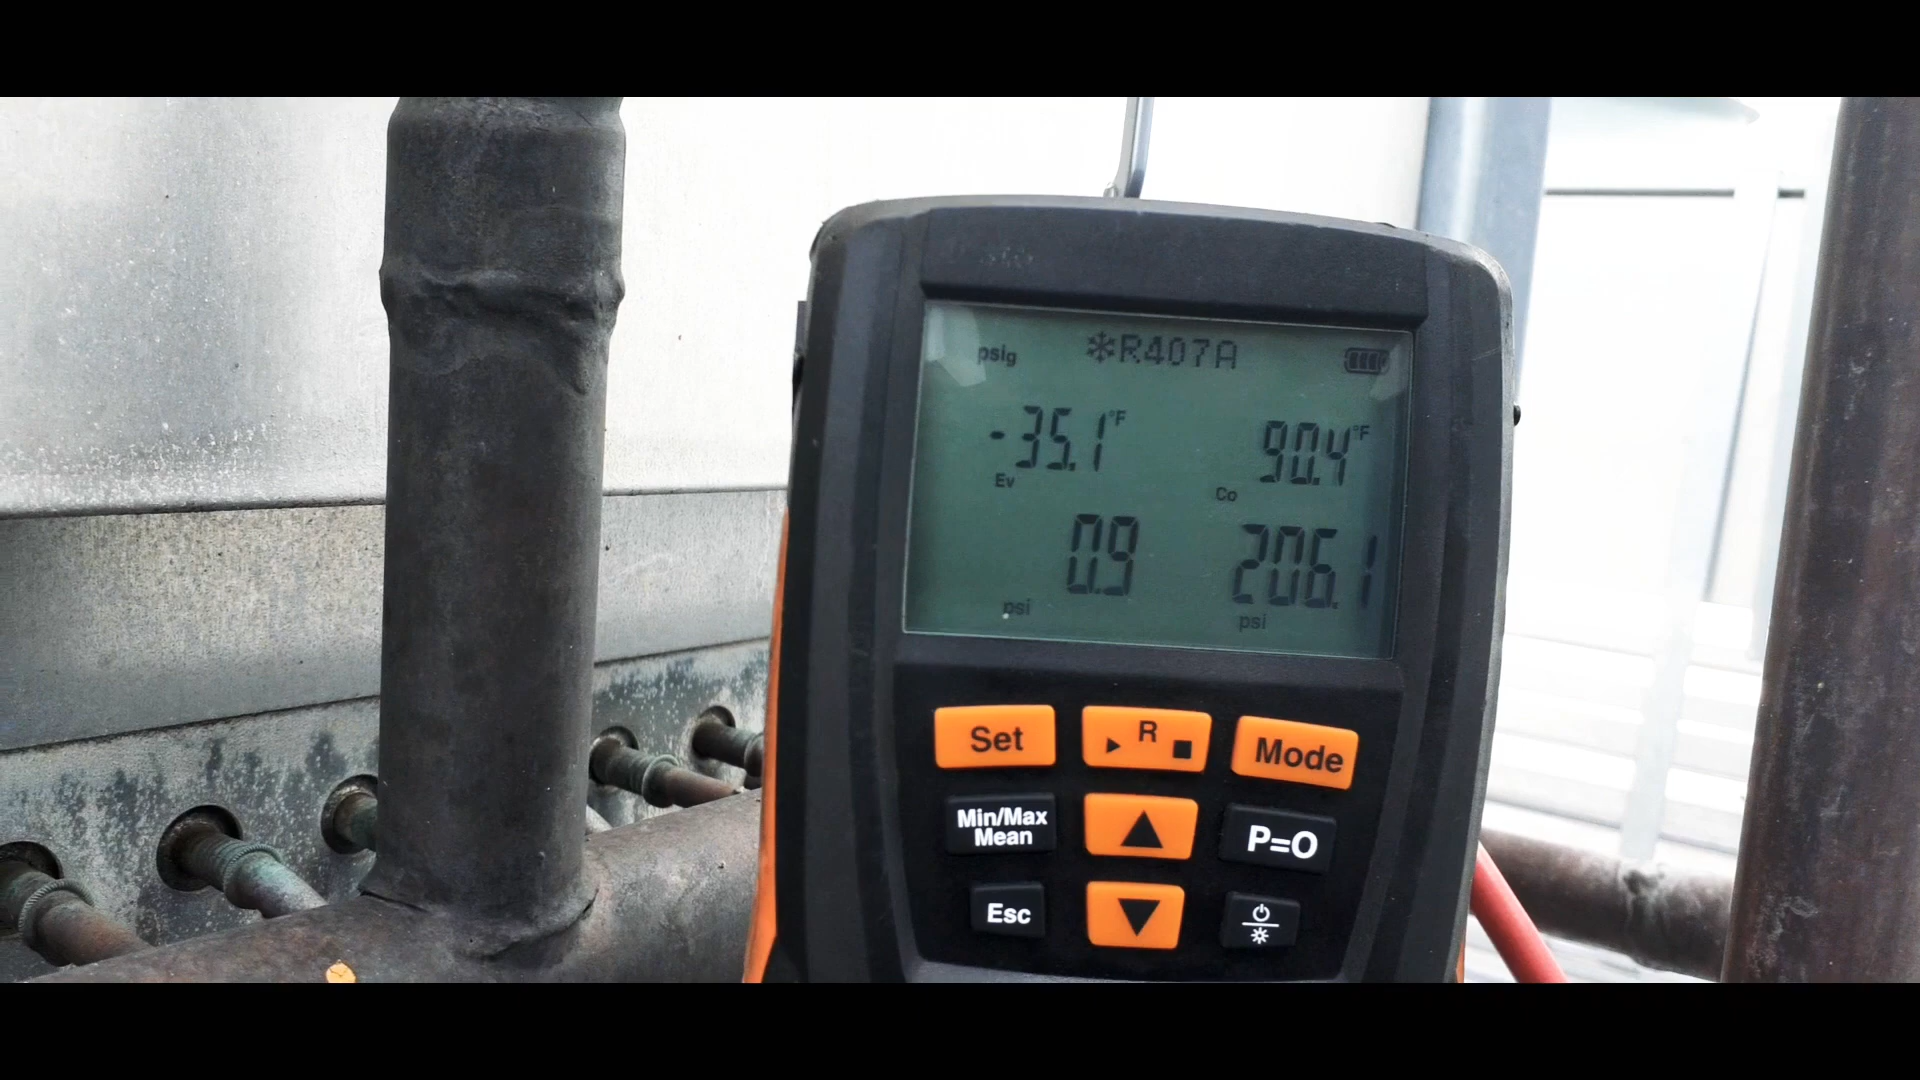 psig ❄R407A
-35.1°F 90.4°F
Ev Co
0.9 206.1
psi psi
Set R Mode
Min/Max
Mean
P=0
Esc